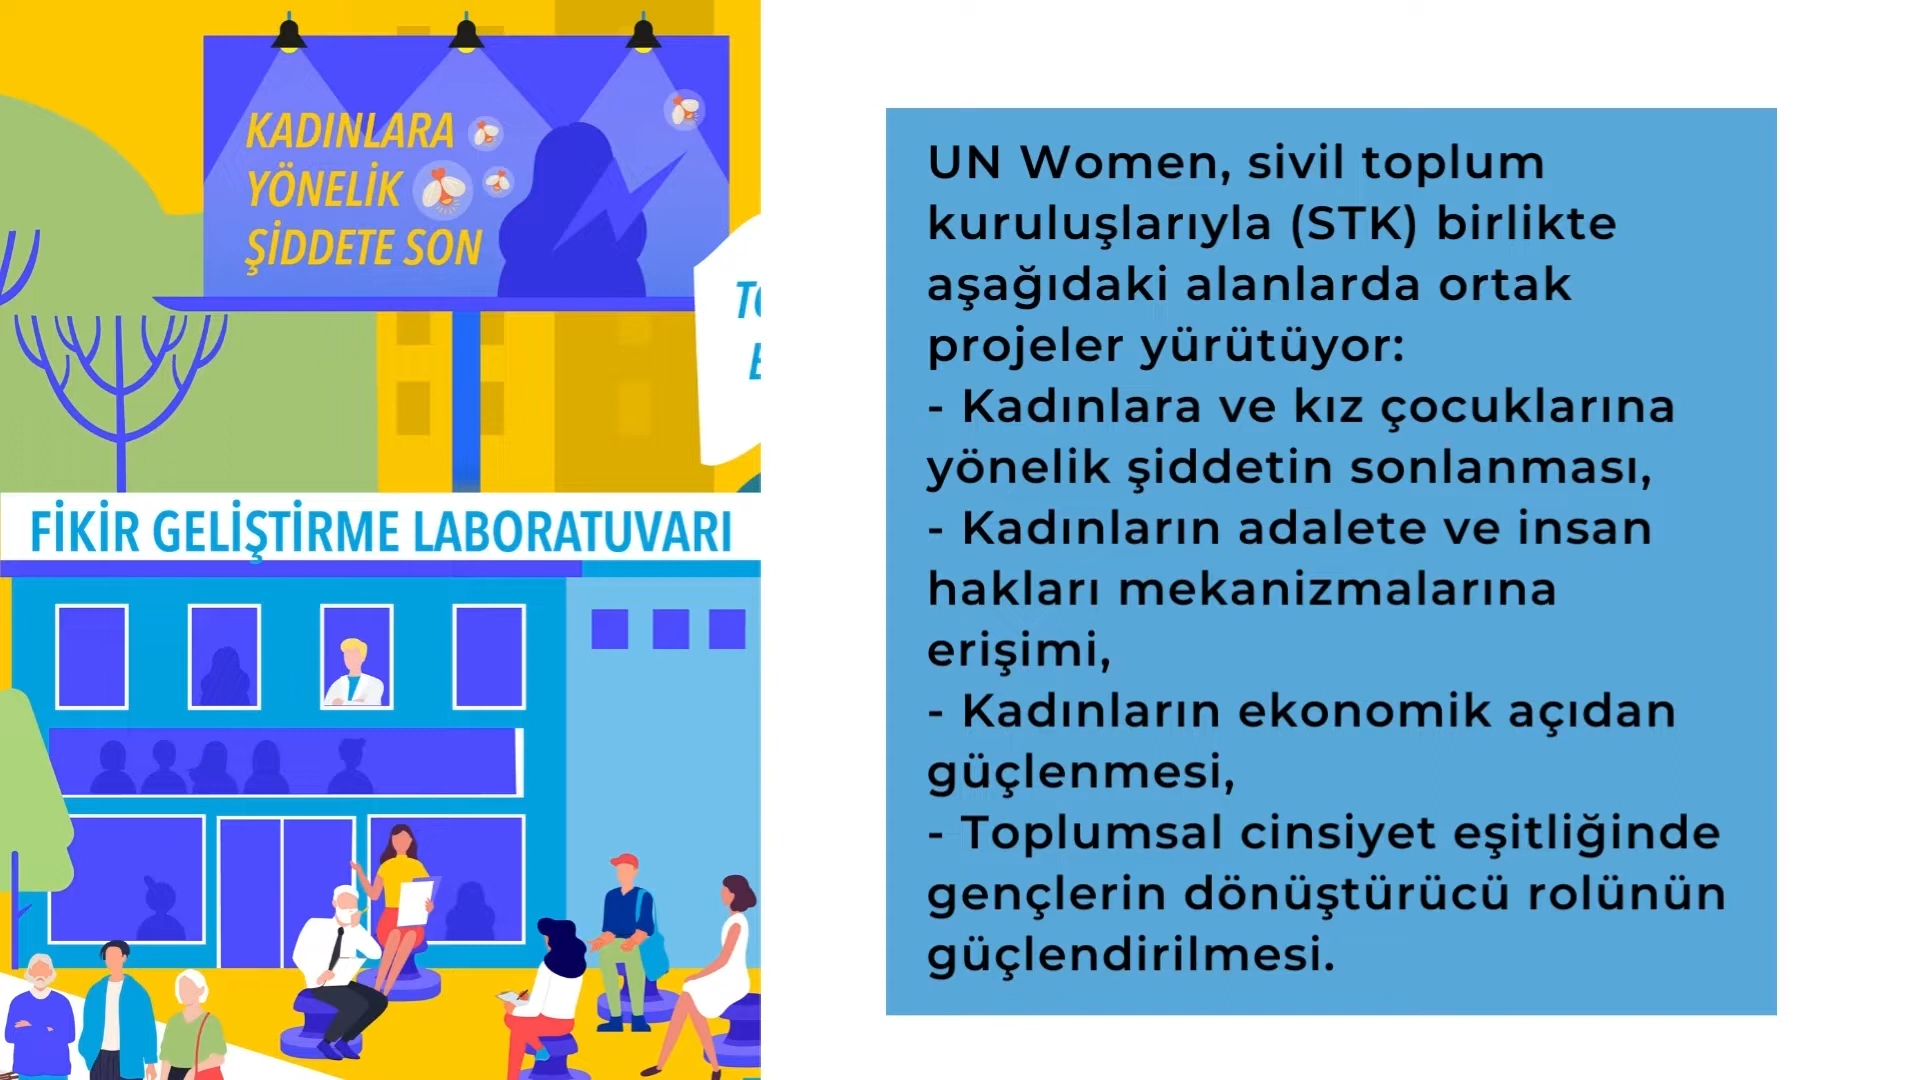 KADINLARA
YÖNELİK
ŞİDDETE SON
FİKİR GELİŞTİRME LABORATUVARI
UN Women, sivil toplum
kuruluşlarıyla (STK) birlikte
aşağıdaki alanlarda ortak
projeler yürütüyor:
- Kadınlara ve kız çocuklarına
yönelik şiddetin sonlanması,
- Kadınların adalete ve insan
hakları mekanizmalarına
erişimi,
- Kadınların ekonomik açıdan
güçlenmesi,
- Toplumsal cinsiyet eşitliğinde
gençlerin dönüştürücü rolünün
güçlendirilmesi.